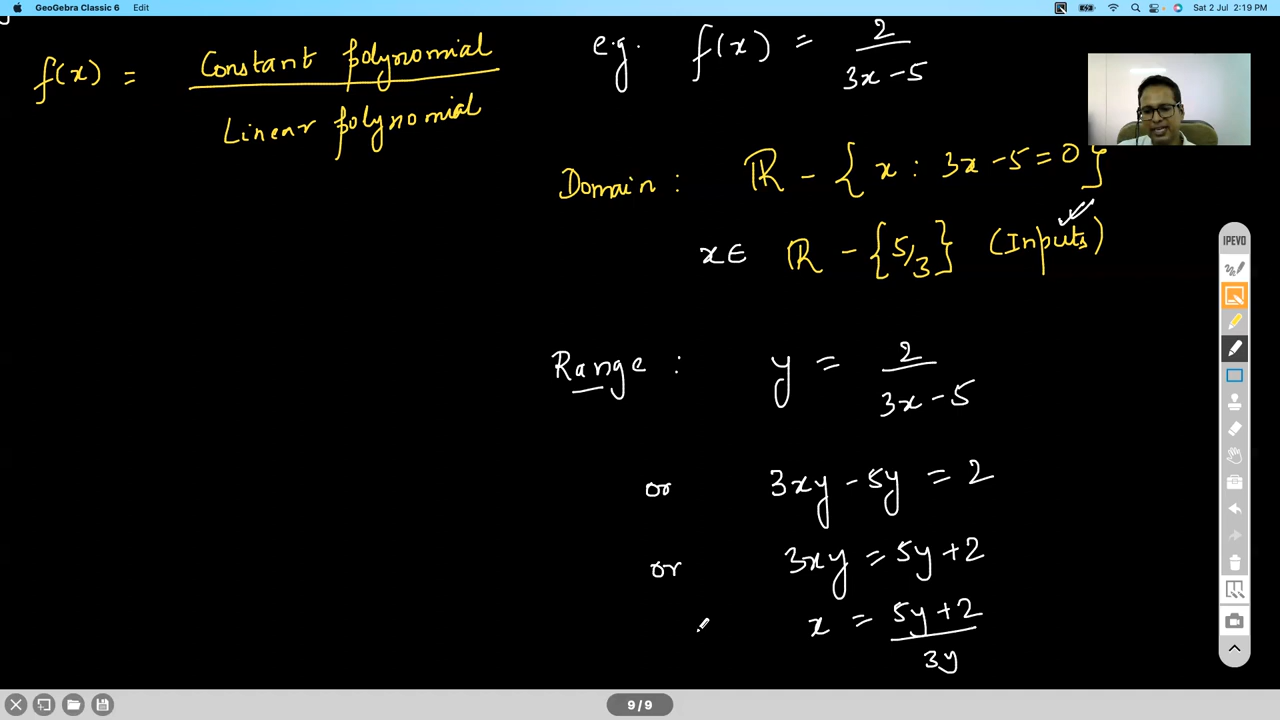 GeoGebra Classic 6 Edit Sat 2 Jul 2:19 PM
f(x) = Constant polynomial / Linear polynomial
e.g. f(x) = 2 / 3x - 5
Domain : ℝ - { x : 3x - 5 = 0 }
x ∈ ℝ - { 5/3 } (Inputs) ✓
Range : y = 2 / 3x - 5
or 3xy - 5y = 2
or 3xy = 5y + 2
x = 5y + 2 / 3y
IPEVO
9/9